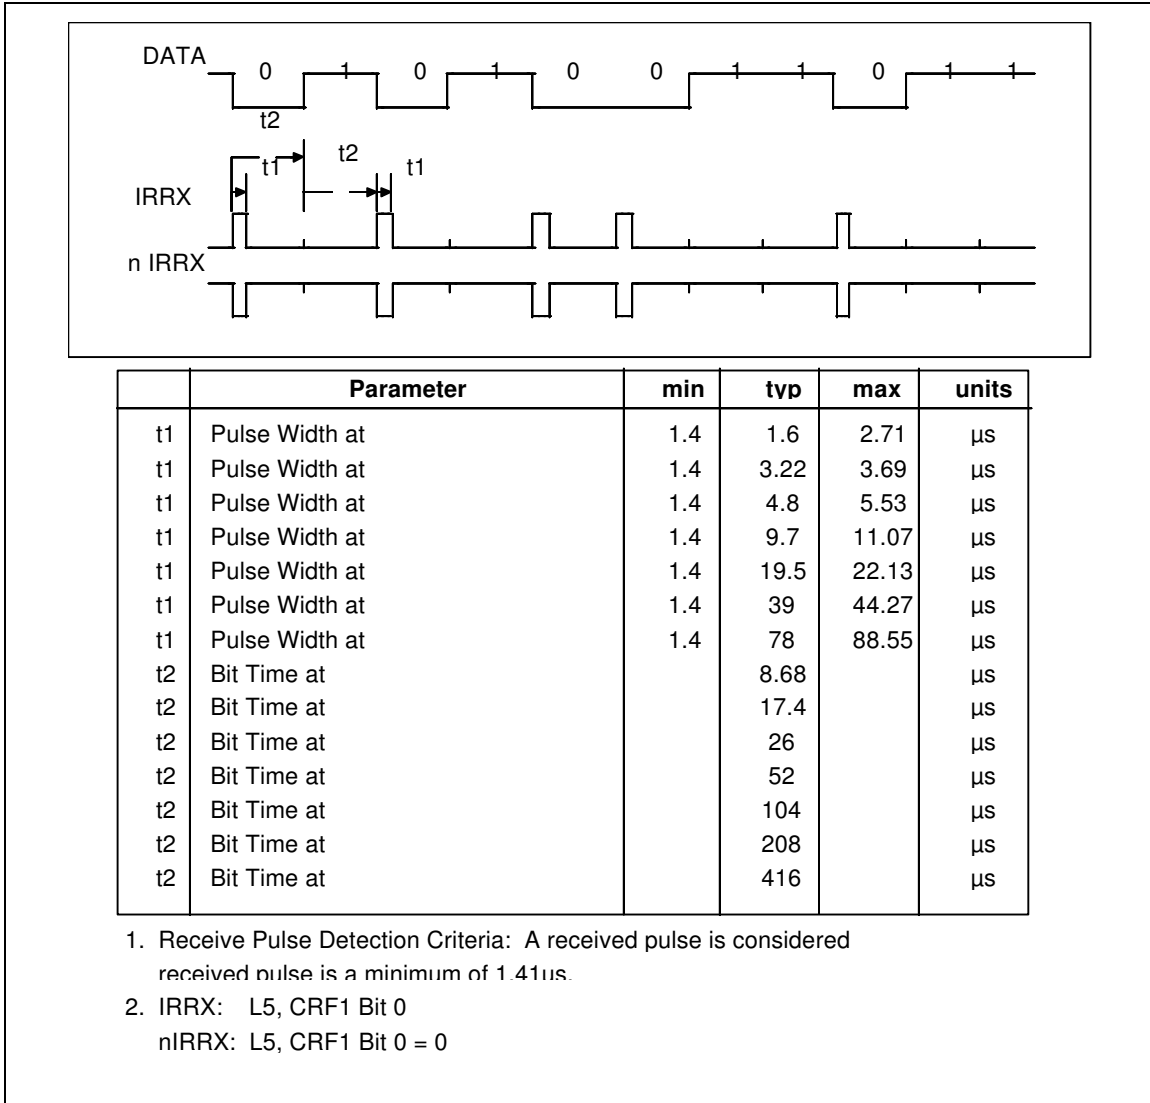 DATA 0 1 0 1 0 0 1 1 0 1 1
t2
t1 t2 t1
IRRX
n IRRX
Parameter min typ max units
t1 Pulse Width at 1.4 1.6 2.71 µs
t1 Pulse Width at 1.4 3.22 3.69 µs
t1 Pulse Width at 1.4 4.8 5.53 µs
t1 Pulse Width at 1.4 9.7 11.07 µs
t1 Pulse Width at 1.4 19.5 22.13 µs
t1 Pulse Width at 1.4 39 44.27 µs
t1 Pulse Width at 1.4 78 88.55 µs
t2 Bit Time at 8.68 µs
t2 Bit Time at 17.4 µs
t2 Bit Time at 26 µs
t2 Bit Time at 52 µs
t2 Bit Time at 104 µs
t2 Bit Time at 208 µs
t2 Bit Time at 416 µs
1. Receive Pulse Detection Criteria: A received pulse is considered
received pulse is a minimum of 1.41µs.
2. IRRX: L5, CRF1 Bit 0
nIRRX: L5, CRF1 Bit 0 = 0